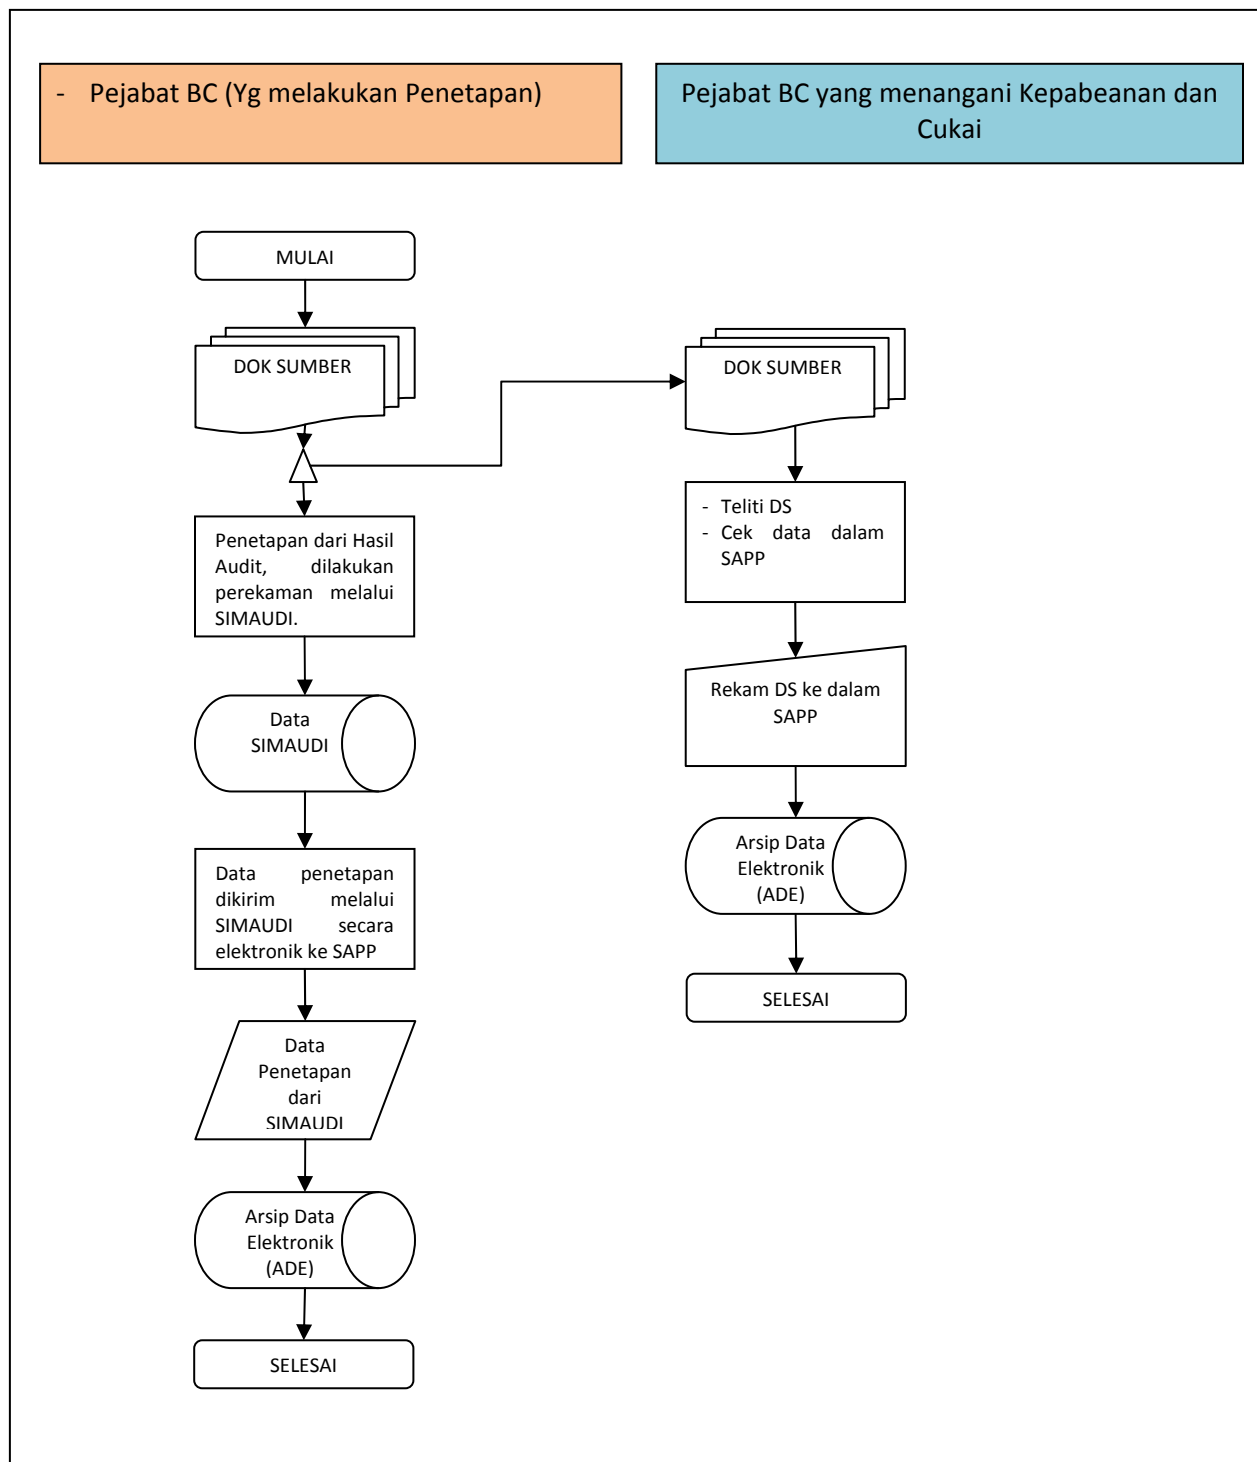 - Pejabat BC (Yg melakukan Penetapan)
Pejabat BC yang menangani Kepabeanan dan
Cukai
MULAI
DOK SUMBER
Penetapan dari Hasil
Audit, dilakukan
perekaman melalui
SIMAUDI.
Data
SIMAUDI
Data penetapan
dikirim melalui
SIMAUDI secara
elektronik ke SAPP
Data
Penetapan
dari
SIMAUDI
Arsip Data
Elektronik
(ADE)
SELESAI
DOK SUMBER
- Teliti DS
- Cek data dalam
SAPP
Rekam DS ke dalam
SAPP
Arsip Data
Elektronik
(ADE)
SELESAI